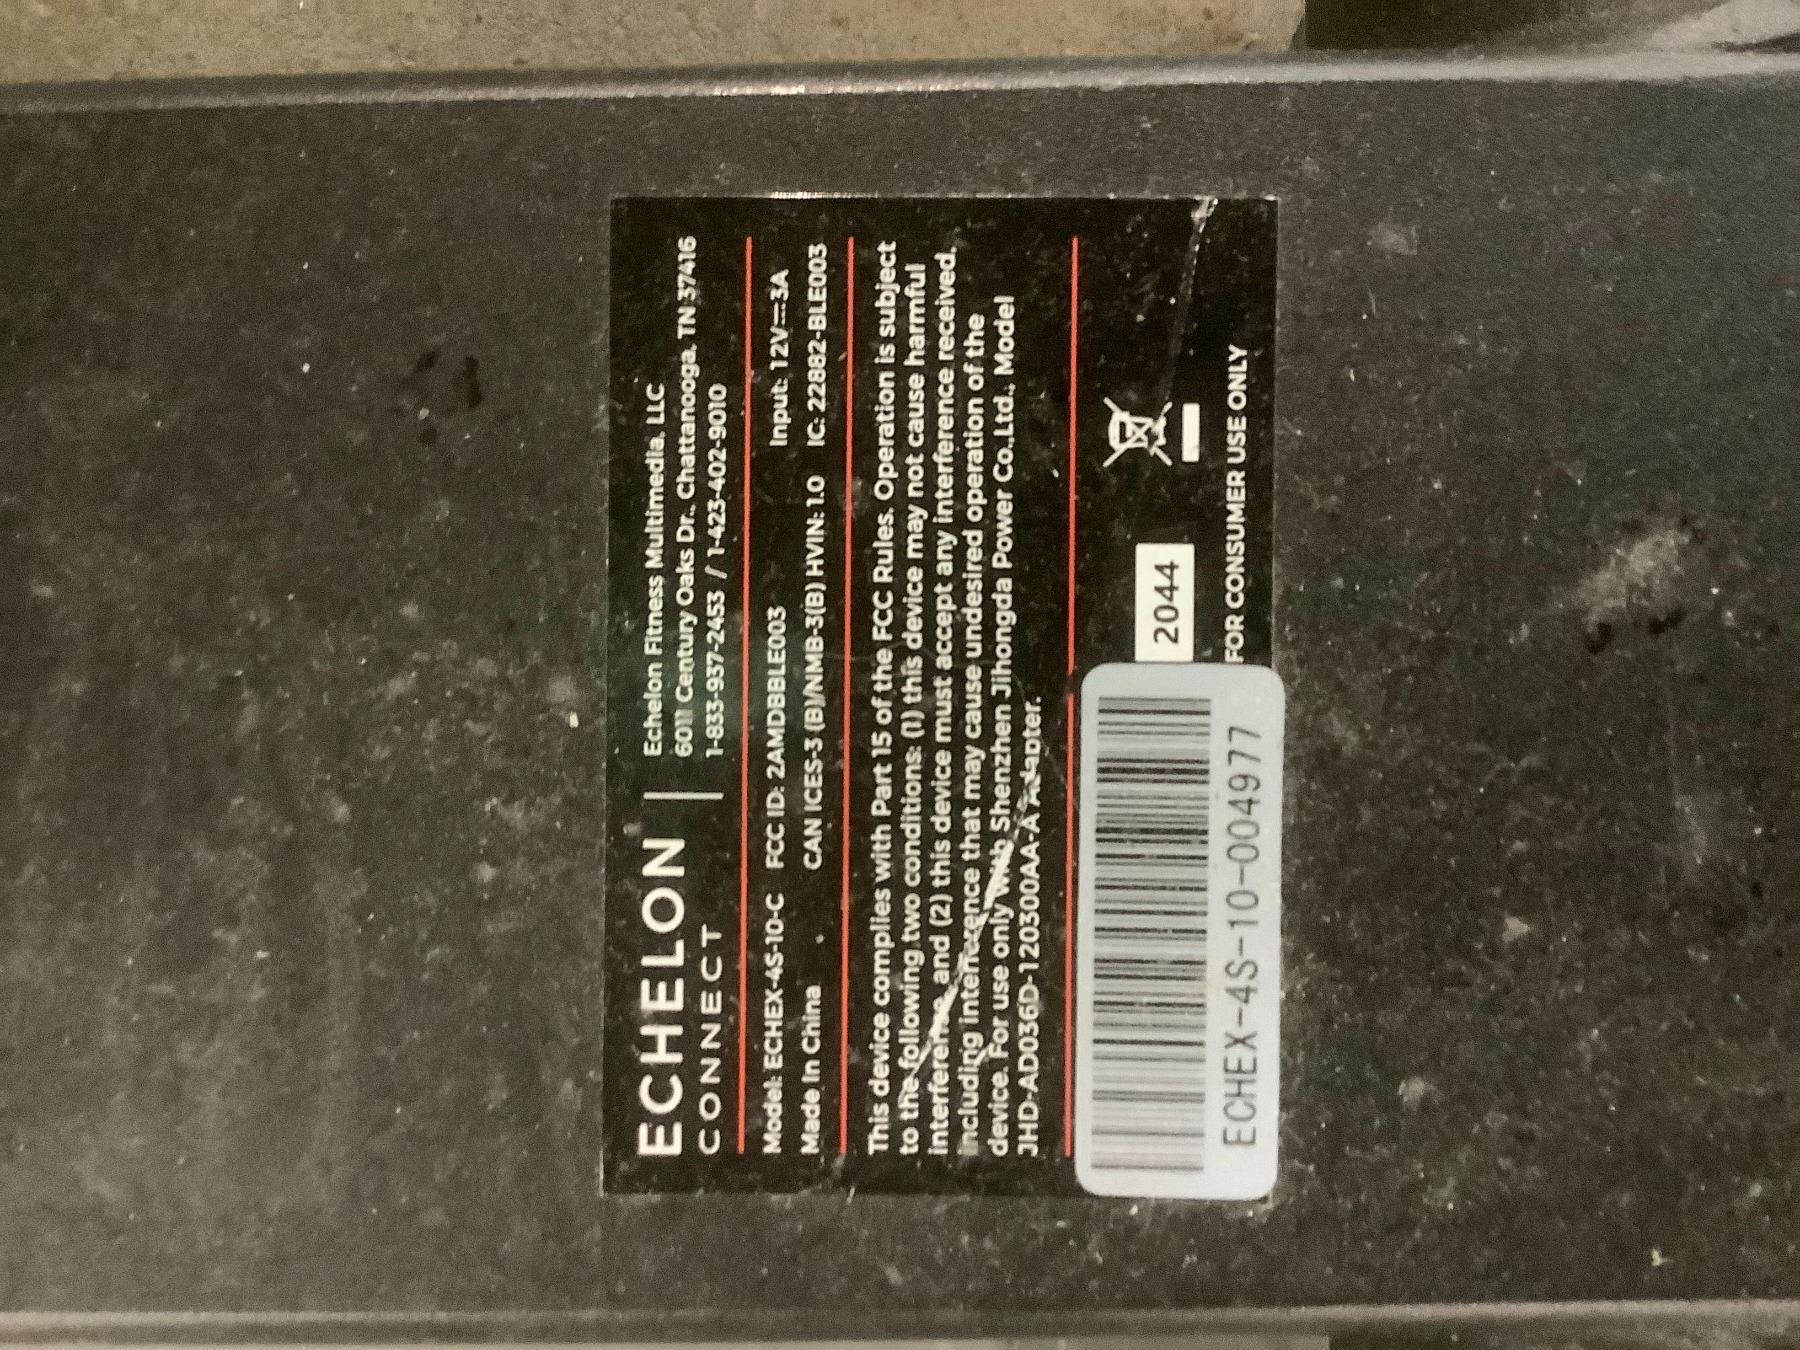 ECHELON
CONNECT
Echelon Fitness Multimedia, LLC
6011 Century Oaks Dr., Chattanooga, TN 37416
1-833-937-2453 / 1-423-402-9010
Model: ECHEX-4S-10-C FCC ID: 2AMDBBLE003 Input: 12V⎓3A
Made In China CAN ICES-3 (B)/NMB-3(B) HVIN: 1.0 IC: 22882-BLE003
This device complies with Part 15 of the FCC Rules. Operation is subject
to the following two conditions: (1) this device may not cause harmful
interference, and (2) this device must accept any interference received,
including interference that may cause undesired operation of the
device. For use only with Shenzhen Jihongda Power Co.,Ltd., Model
JHD-AD036D-120300AA-A Adapter.
2044
FOR CONSUMER USE ONLY
ECHEX-4S-10-004977